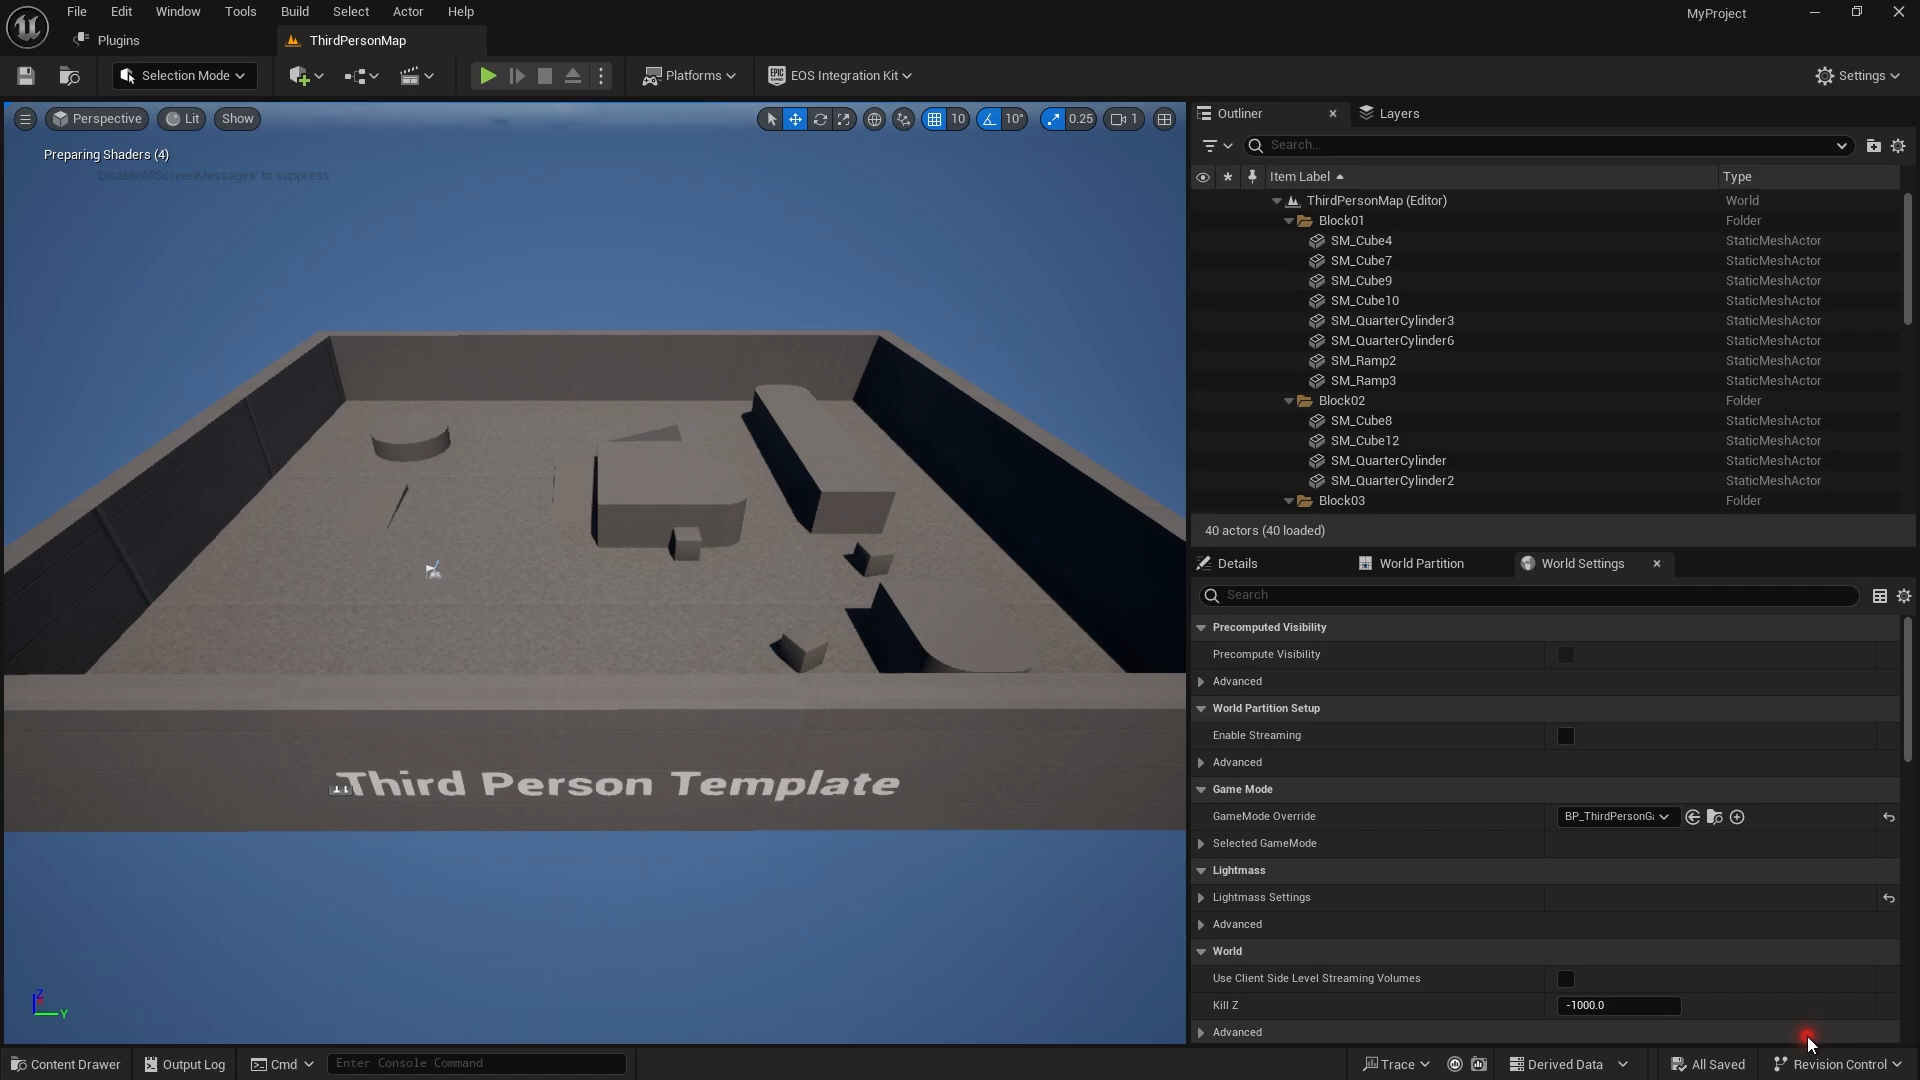 File Edit Window Tools Build Select Actor Help
MyProject
Plugins
ThirdPersonMap
Selection Mode
Platforms
EOS Integration Kit
Settings
Perspective
Lit
Show
10
10°
0.25
1
Preparing Shaders (4)
'DisableAllScreenMessages' to suppress
Third Person Template
Z
Y
Outliner
Layers
Search...
Item Label
Type
ThirdPersonMap (Editor) World
Block01 Folder
SM_Cube4 StaticMeshActor
SM_Cube7 StaticMeshActor
SM_Cube9 StaticMeshActor
SM_Cube10 StaticMeshActor
SM_QuarterCylinder3 StaticMeshActor
SM_QuarterCylinder6 StaticMeshActor
SM_Ramp2 StaticMeshActor
SM_Ramp3 StaticMeshActor
Block02 Folder
SM_Cube8 StaticMeshActor
SM_Cube12 StaticMeshActor
SM_QuarterCylinder StaticMeshActor
SM_QuarterCylinder2 StaticMeshActor
Block03 Folder
40 actors (40 loaded)
Details
World Partition
World Settings
Search
Precomputed Visibility
Precompute Visibility
Advanced
World Partition Setup
Enable Streaming
Advanced
Game Mode
GameMode Override BP_ThirdPersonGa
Selected GameMode
Lightmass
Lightmass Settings
Advanced
World
Use Client Side Level Streaming Volumes
Kill Z -1000.0
Advanced
Content Drawer
Output Log
Cmd
Enter Console Command
Trace
Derived Data
All Saved
Revision Control